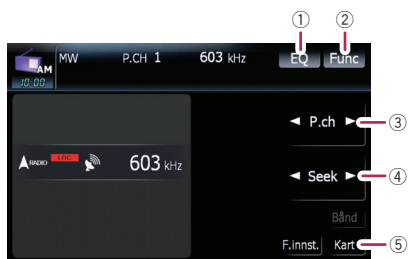 ① ②
AM MW P.CH 1 603 kHz EQ Func
10:00
◄ P.ch ► ③
RADIO LOC 603 kHz
◄ Seek ► ④
Bånd
F.innst. Kart ⑤